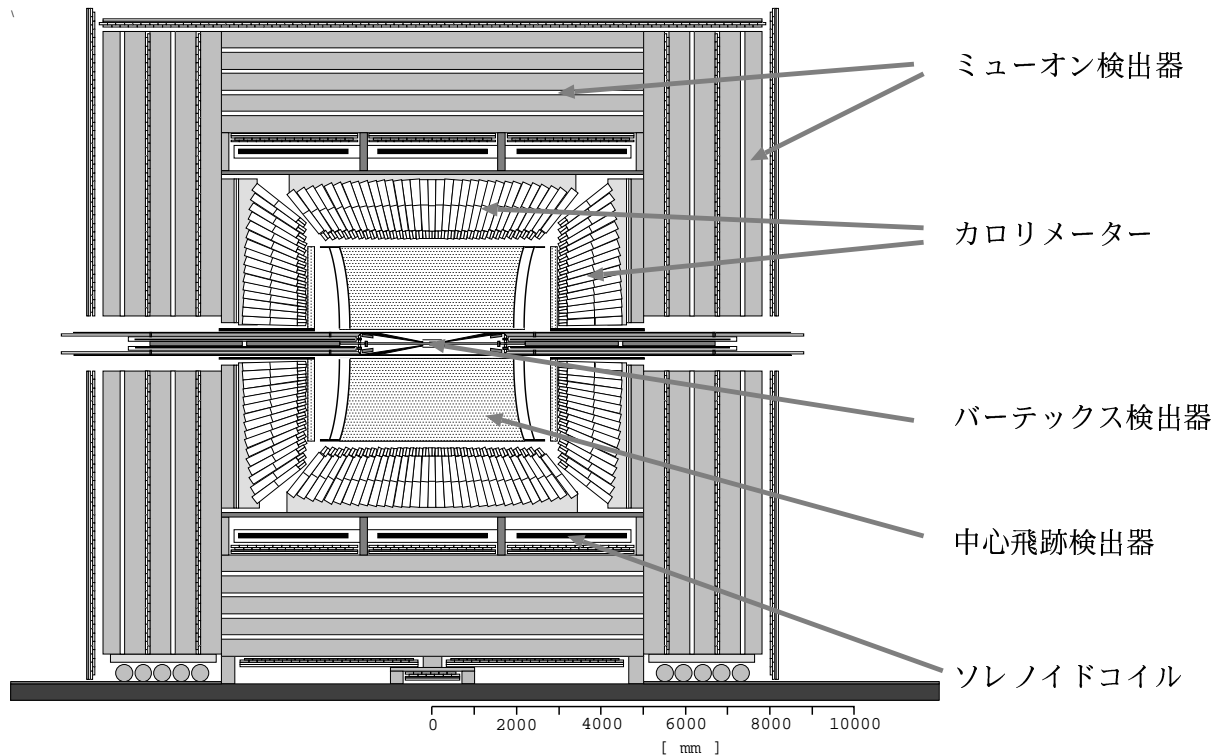 ミューオン検出器
カロリメーター
バーテックス検出器
中心飛跡検出器
ソレノイドコイル
0 2000 4000 6000 8000 10000
[ mm ]